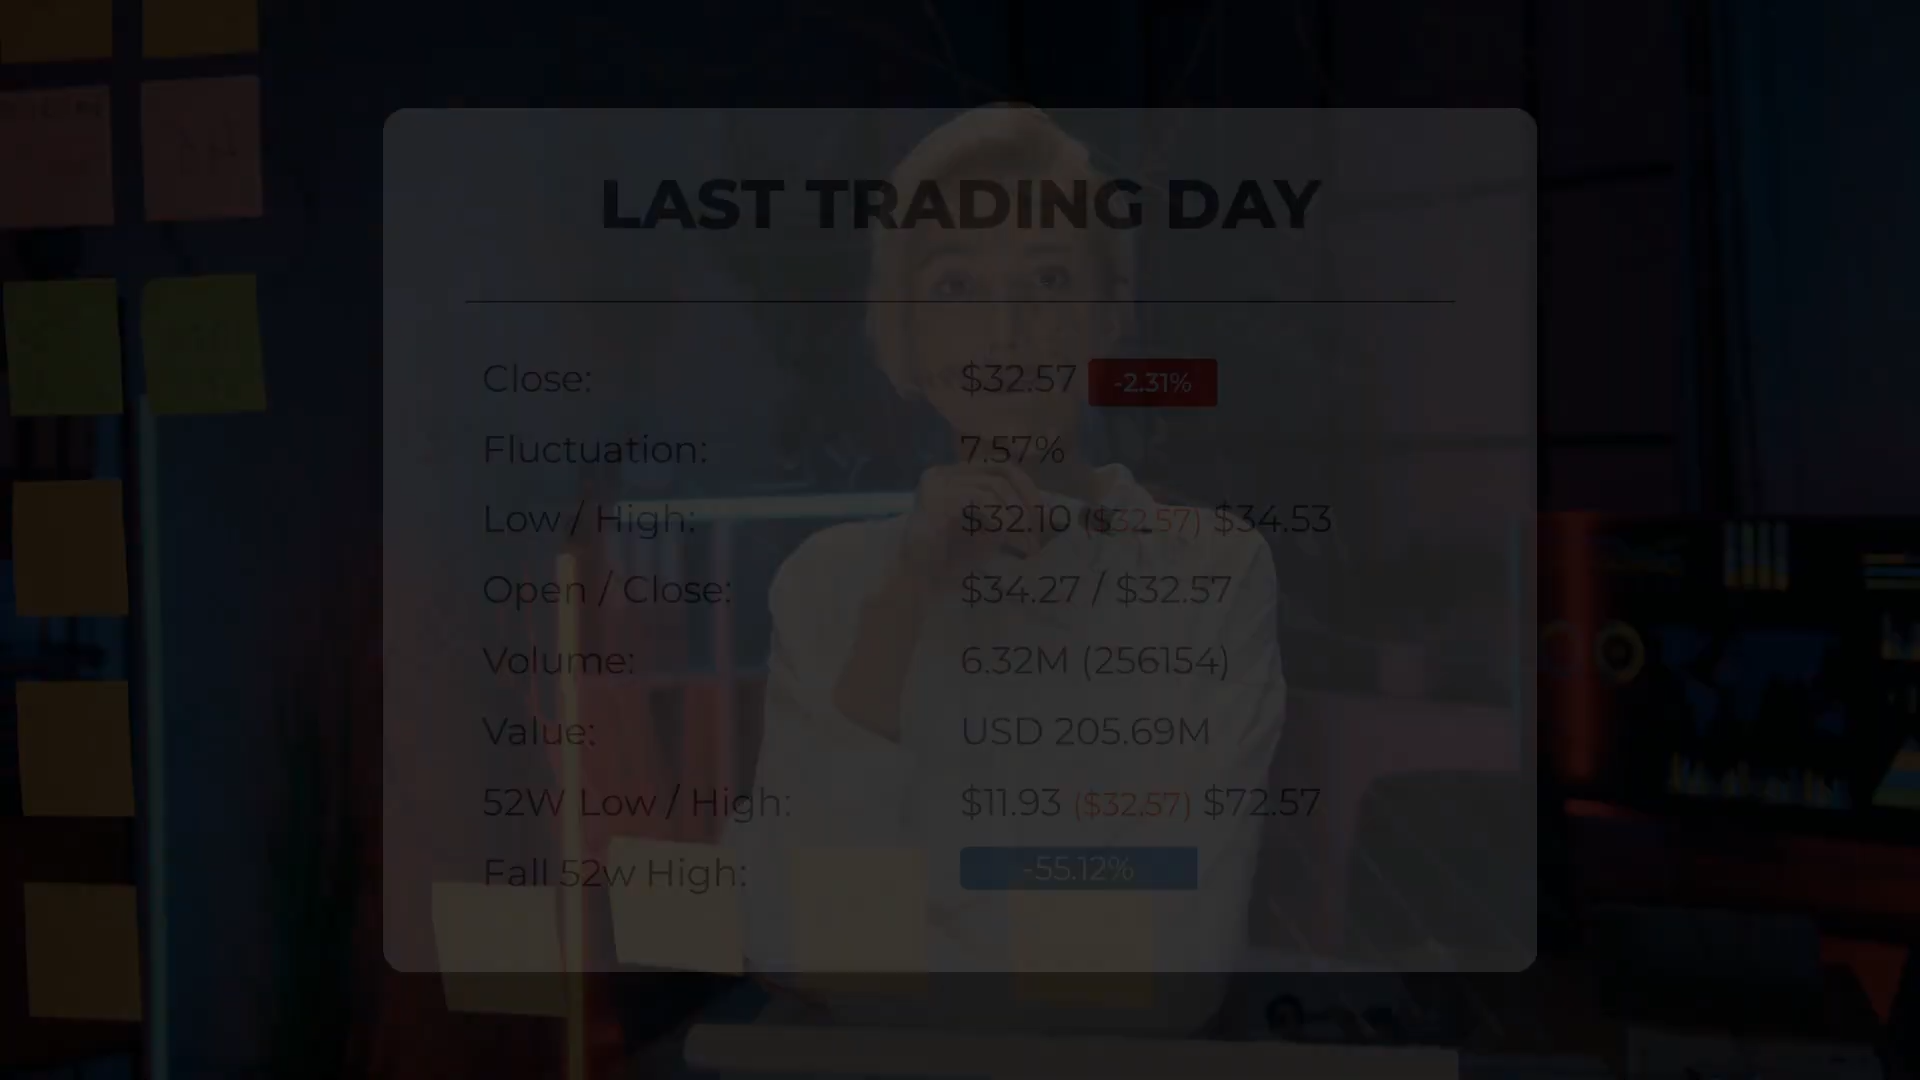 LAST TRADING DAY
Close: $32.57 -2.31%
Fluctuation: 7.57%
Low / High: $32.10 ($32.57) $34.53
Open / Close: $34.27 / $32.57
Volume: 6.32M (256154)
Value: USD 205.69M
52W Low / High: $11.93 ($32.57) $72.57
Fall 52w High: -55.12%